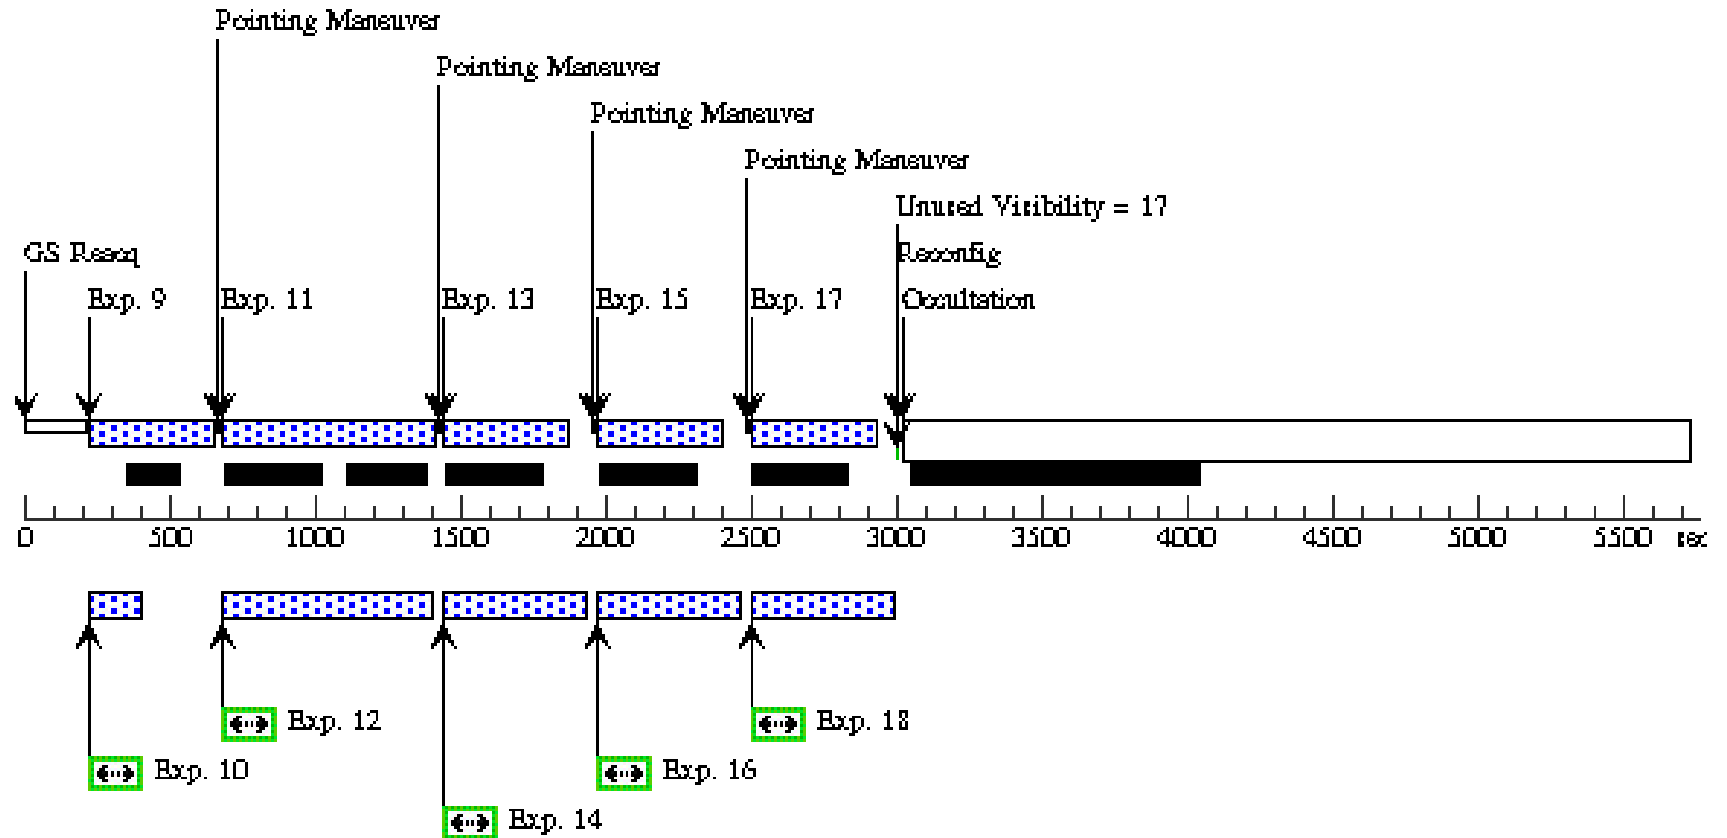 Pointing Maneuver
Pointing Maneuver
Pointing Maneuver
Pointing Maneuver
Unused Visibility = 17
GS Reacq
Reconfig
Exp. 9
Exp. 11
Exp. 13
Exp. 15
Exp. 17
Occultation
0
500
1000
1500
2000
2500
3000
3500
4000
4500
5000
5500
sec
Exp. 12
Exp. 18
Exp. 10
Exp. 16
Exp. 14